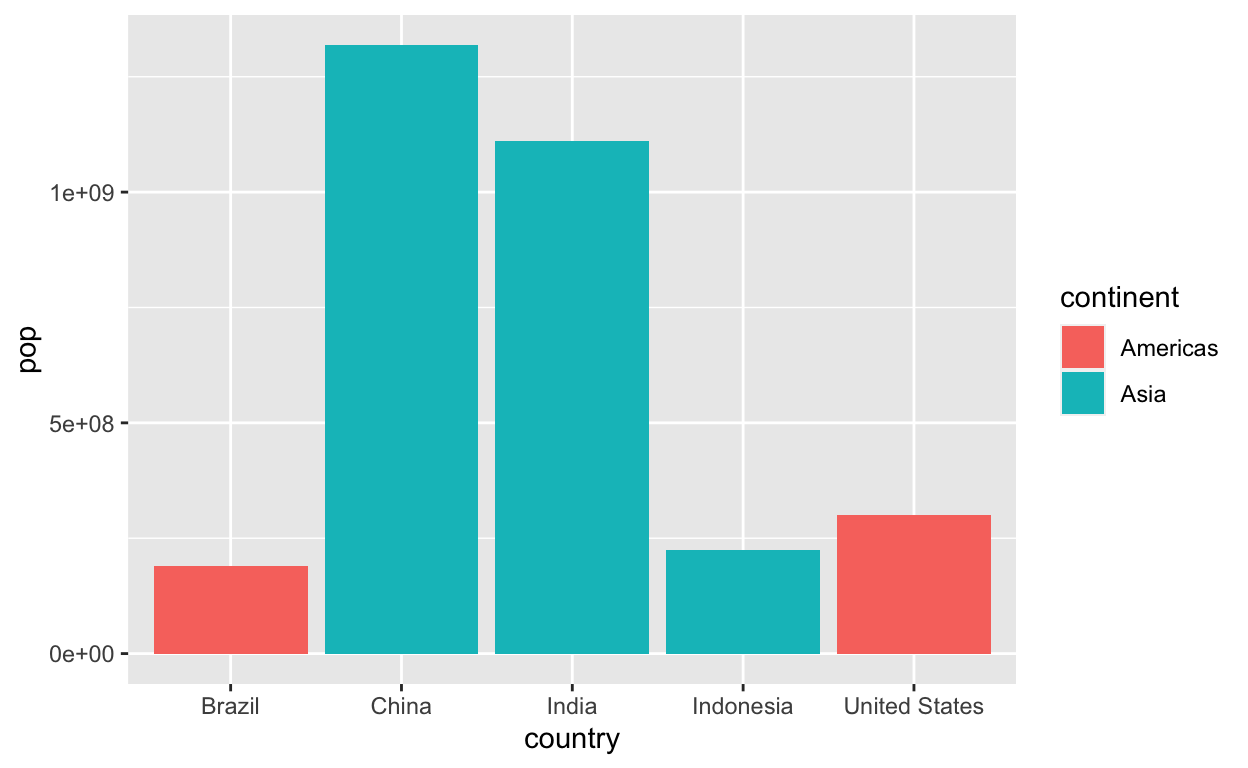 pop
1e+09
5e+08
0e+00
Brazil China India Indonesia United States
country
continent
Americas
Asia